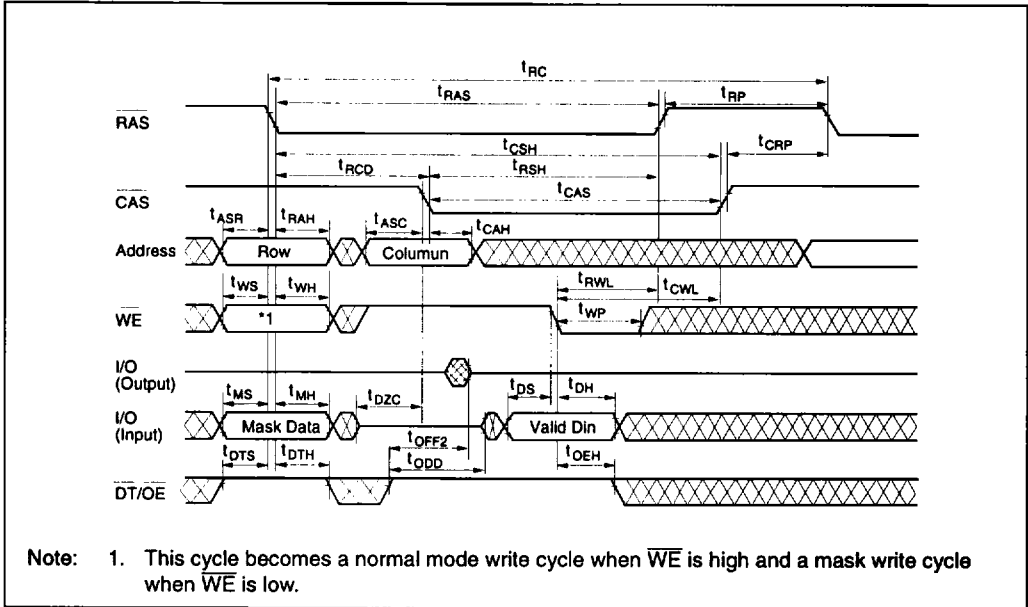 tRC
tRAS
tRP
RAS
tCSH
tCRP
tRCD
tRSH
tCAS
CAS
tASR
tRAH
tASC
tCAH
Address
Row
Columun
tWS
tWH
tRWL
tCWL
tWP
WE
*1
I/O
(Output)
tMS
tMH
tDZC
tDS
tDH
I/O
(Input)
Mask Data
Valid Din
tOFF2
tDTS
tDTH
tODD
tOEH
DT/OE
Note: 1. This cycle becomes a normal mode write cycle when WE is high and a mask write cycle
when WE is low.